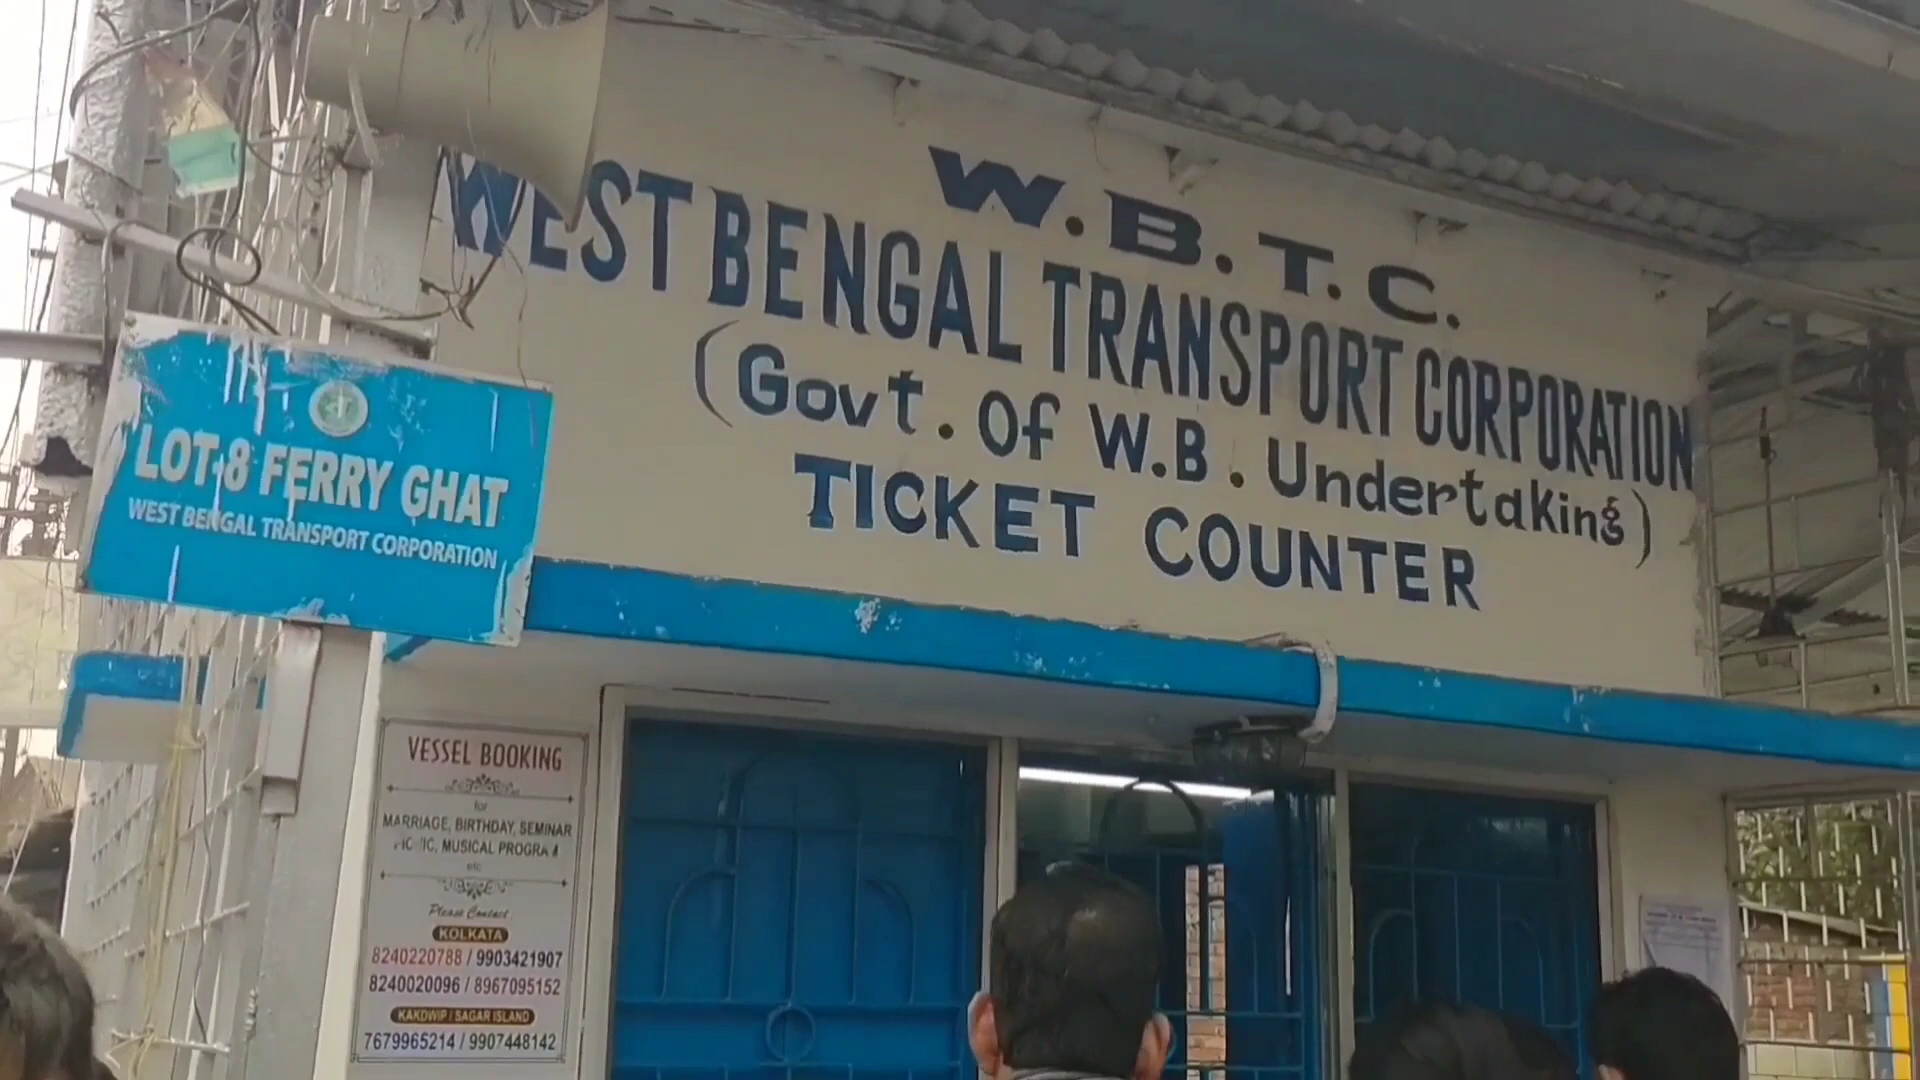 W.B.T.C.
WEST BENGAL TRANSPORT CORPORATION
(Govt. Of W.B. Undertaking)
TICKET COUNTER
LOT-8 FERRY GHAT
WEST BENGAL TRANSPORT CORPORATION
VESSEL BOOKING
for
MARRIAGE, BIRTHDAY, SEMINAR
MUSICAL
etc
Please Contact
KOLKATA
8240220788 / 9903421907
8240020096 / 8967095152
KAKDWIP / SAGAR ISLAND
7679965214 / 9907448142